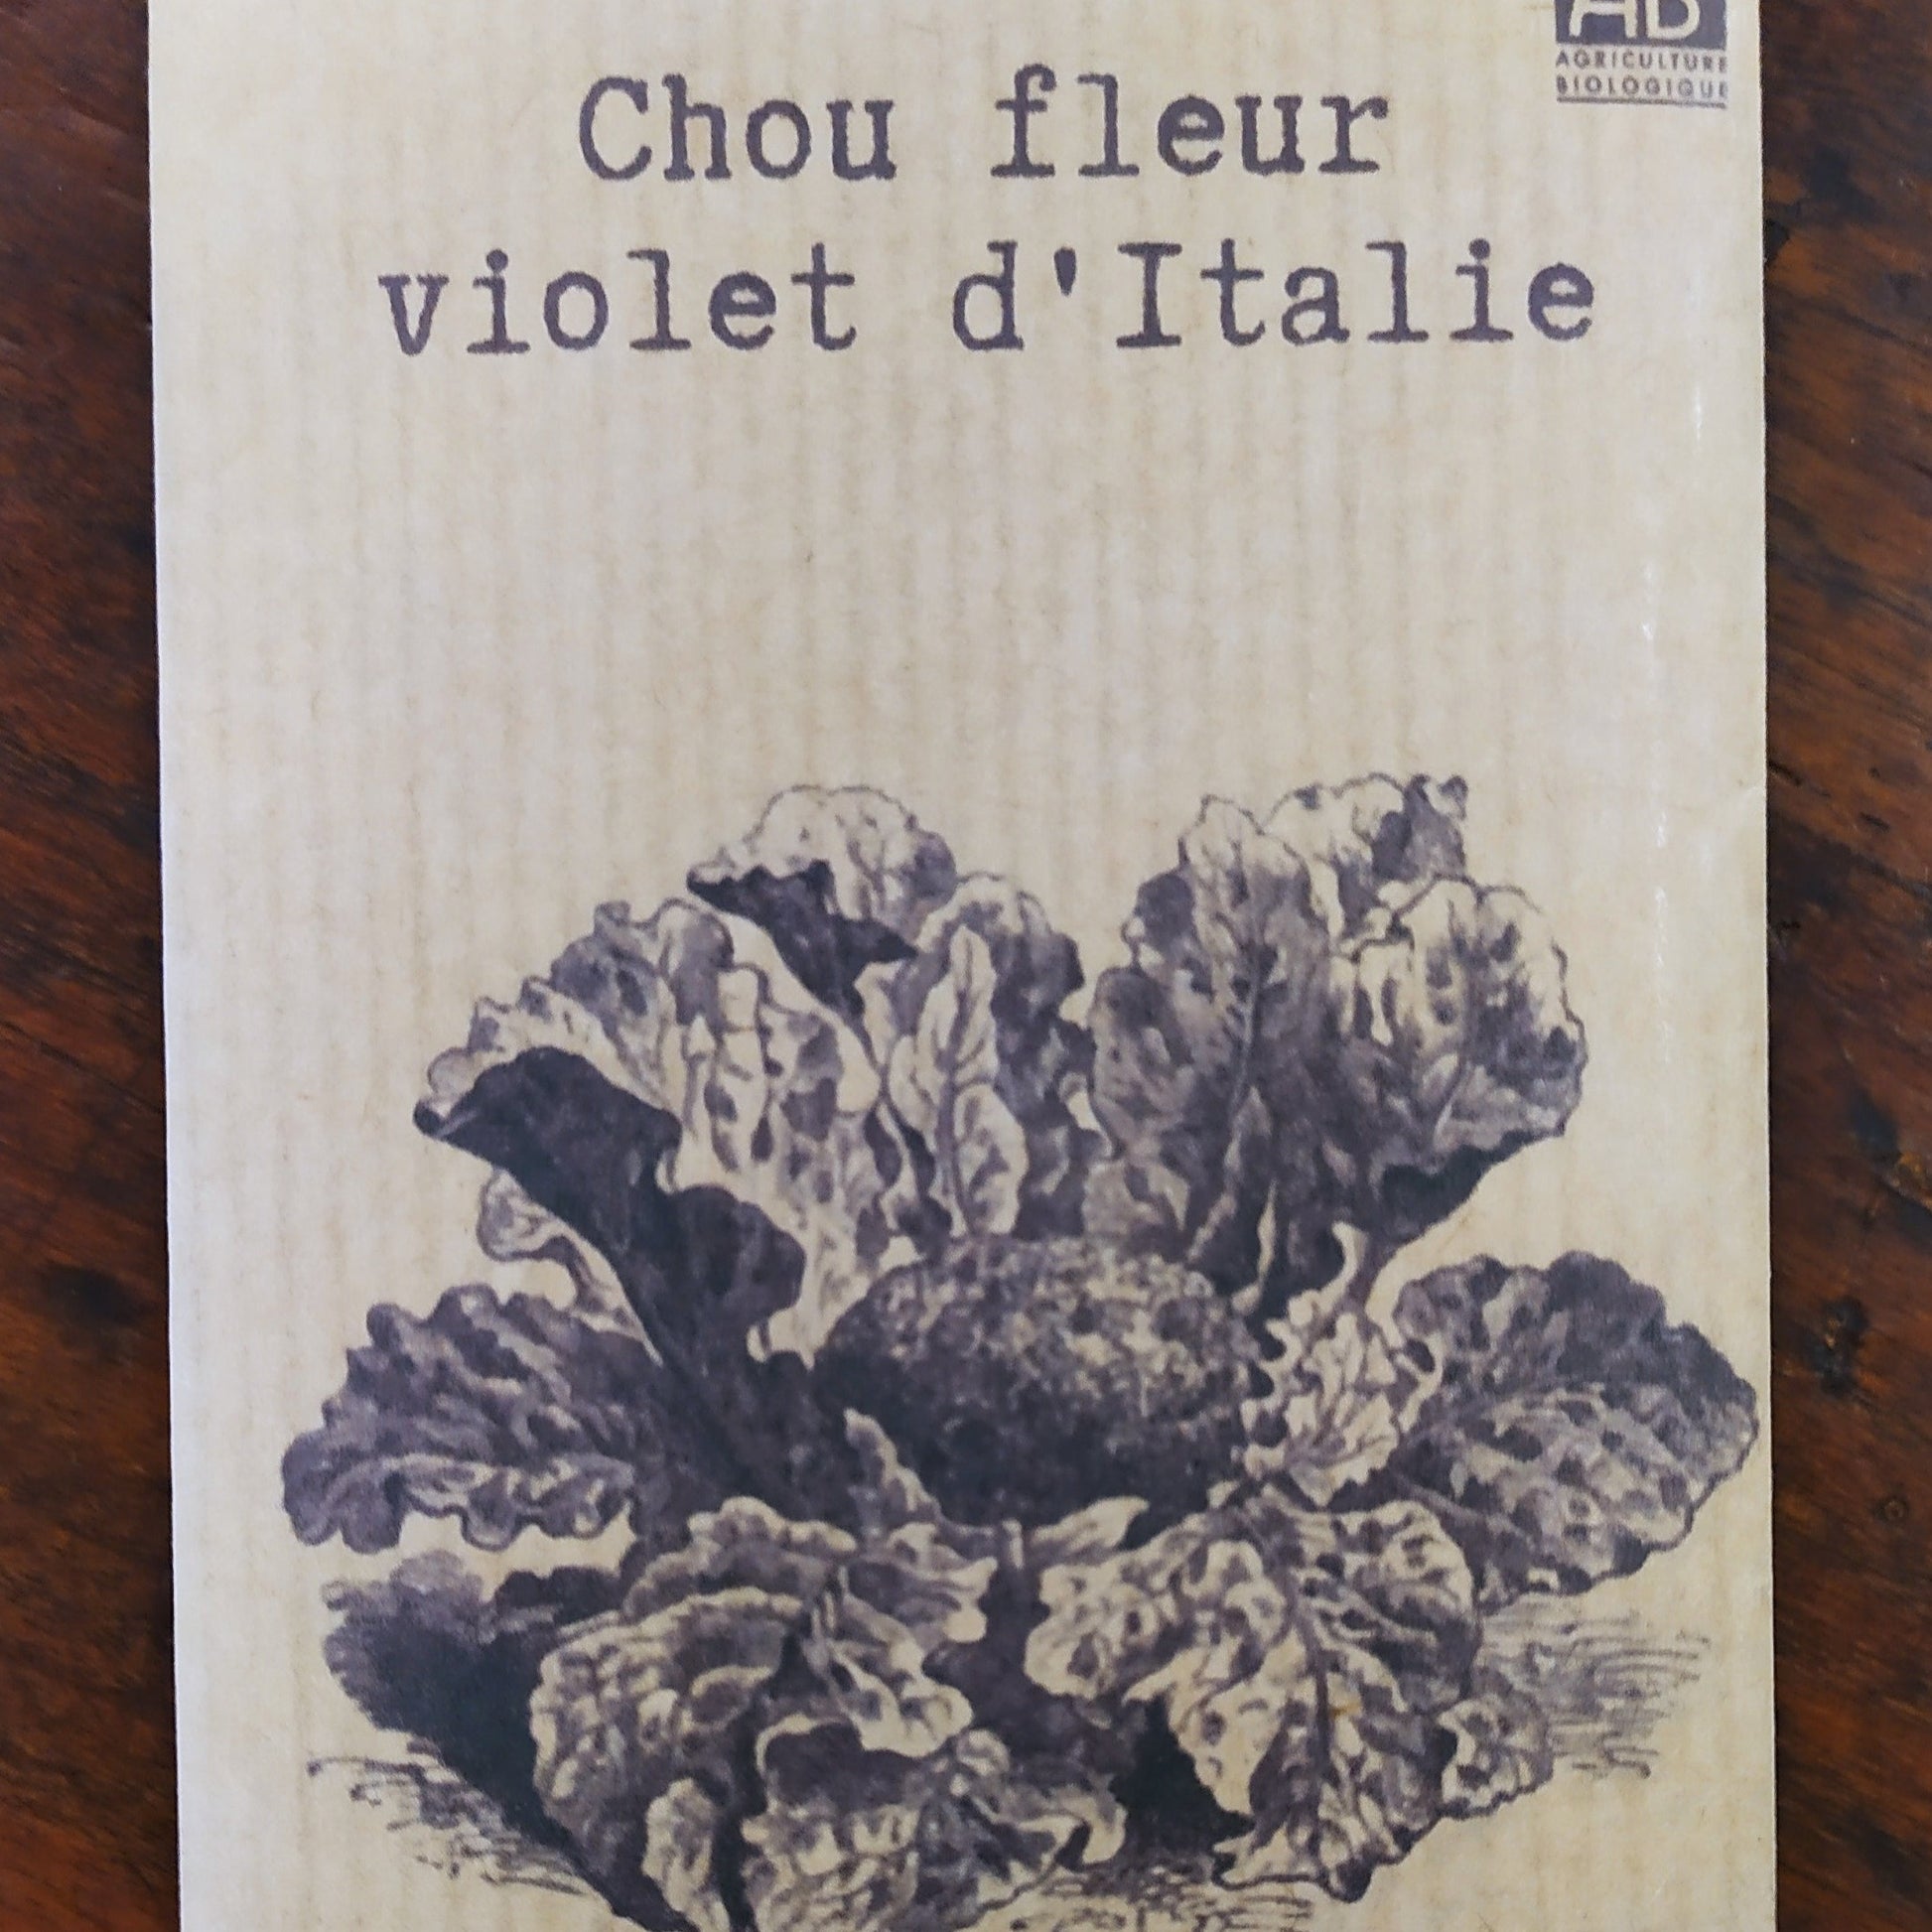 AB
AGRICULTURE
BIOLOGIQUE
Chou fleur
violet d'Italie